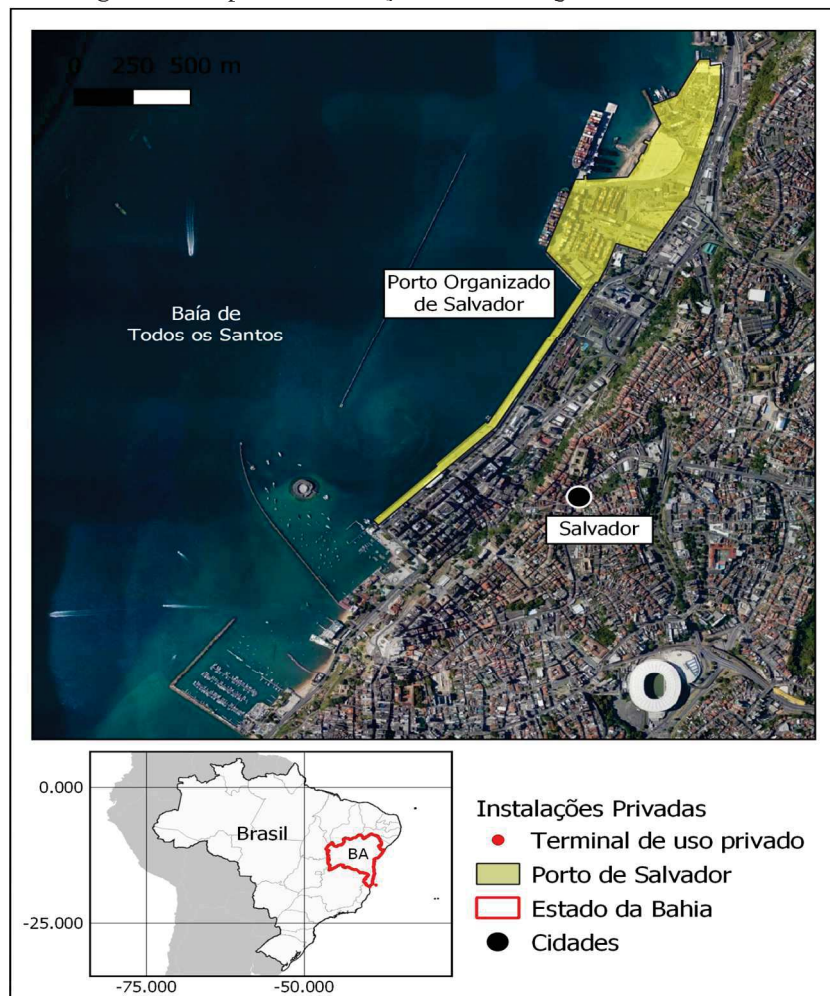 0 250 500 m
Porto Organizado
de Salvador
Baía de
Todos os Santos
Salvador
0.000
Brasil
BA
-25.000
-75.000
-50.000
Instalações Privadas
Terminal de uso privado
Porto de Salvador
Estado da Bahia
Cidades